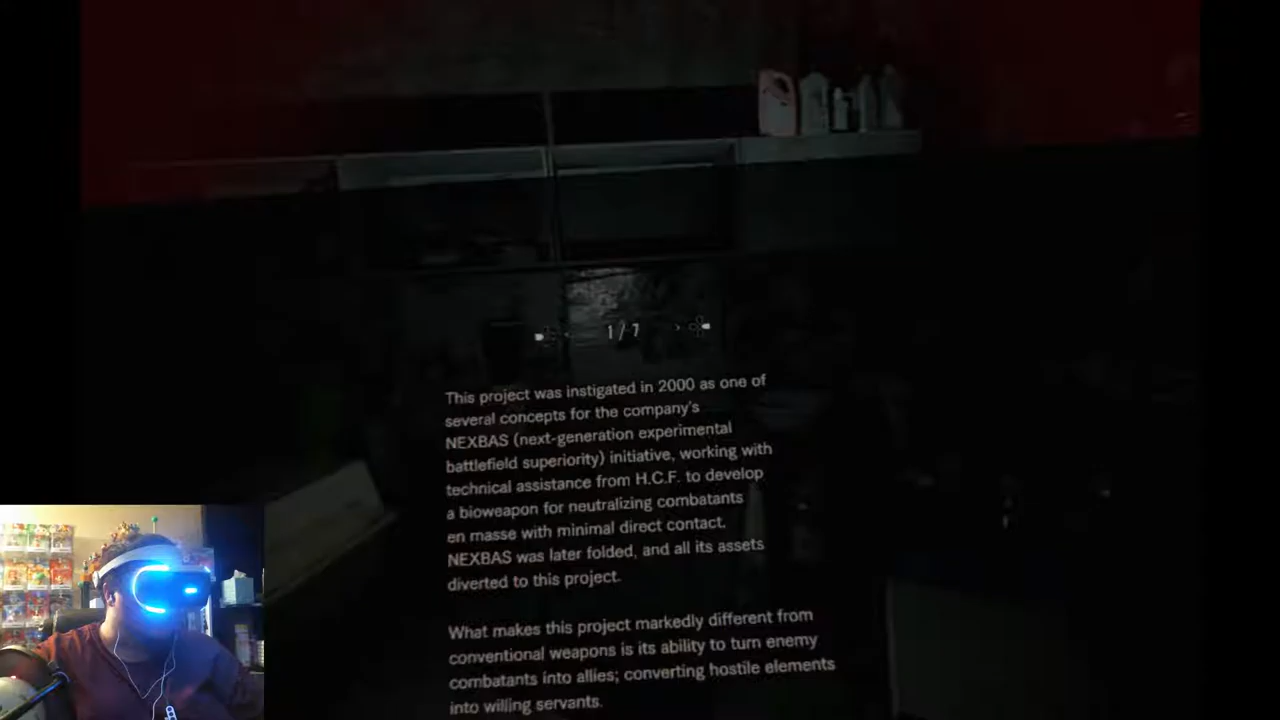 1/7
This project was instigated in 2000 as one of
several concepts for the company's
NEXBAS (next-generation experimental
battlefield superiority) initiative, working with
technical assistance from H.C.F. to develop
a bioweapon for neutralizing combatants
en masse with minimal direct contact.
NEXBAS was later folded, and all its assets
diverted to this project.
What makes this project markedly different from
conventional weapons is its ability to turn enemy
combatants into allies; converting hostile elements
into willing servants.